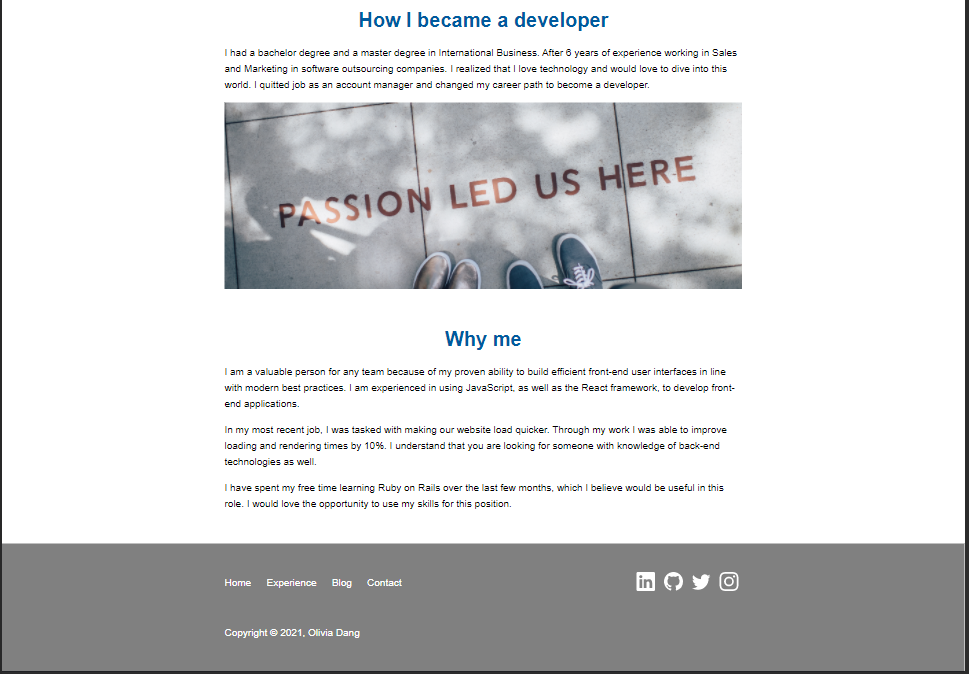 How I became a developer
I had a bachelor degree and a master degree in International Business. After 6 years of experience working in Sales
and Marketing in software outsourcing companies. I realized that I love technology and would love to dive into this
world. I quitted job as an account manager and changed my career path to become a developer.
PASSION LED US HERE
Why me
I am a valuable person for any team because of my proven ability to build efficient front-end user interfaces in line
with modern best practices. I am experienced in using JavaScript, as well as the React framework, to develop front-
end applications.
In my most recent job, I was tasked with making our website load quicker. Through my work I was able to improve
loading and rendering times by 10%. I understand that you are looking for someone with knowledge of back-end
technologies as well.
I have spent my free time learning Ruby on Rails over the last few months, which I believe would be useful in this
role. I would love the opportunity to use my skills for this position.
Home Experience Blog Contact
in
Copyright © 2021, Olivia Dang